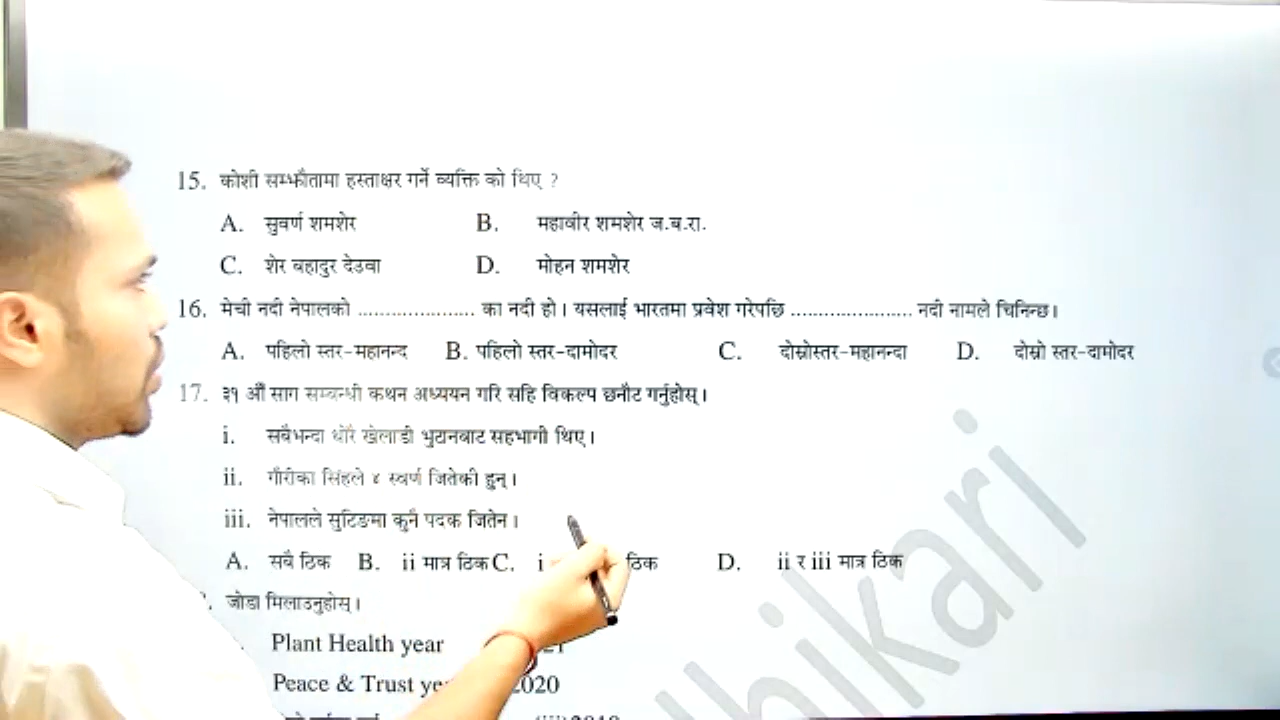 15. कोशी सम्झौतामा हस्ताक्षर गर्ने व्यक्ति को थिए ?
A. सुवर्ण शमशेर B. महावीर शमशेर ज.ब.रा.
C. शेर बहादुर देउवा D. मोहन शमशेर
16. मेची नदी नेपालको ...................... का नदी हो। यसलाई भारतमा प्रवेश गरेपछि ...................... नदी नामले चिनिन्छ।
A. पहिलो स्तर-महानन्द B. पहिलो स्तर-दामोदर C. दोस्रोस्तर-महानन्दा D. दोस्रो स्तर-दामोदर
17. ३१ औं साग सम्बन्धी कथन अध्ययन गरि सहि विकल्प छनौट गर्नुहोस्।
i. सबैभन्दा थोरै खेलाडी भुटानबाट सहभागी थिए।
ii. गौरीका सिंहले ४ स्वर्ण जितेकी हुन्।
iii. नेपालले सुटिङमा कुनै पदक जितेन।
A. सबै ठिक B. ii मात्र ठिक C. i ठिक D. ii र iii मात्र ठिक
जोडा मिलाउनुहोस्।
Plant Health year
Peace & Trust 2020
hikari